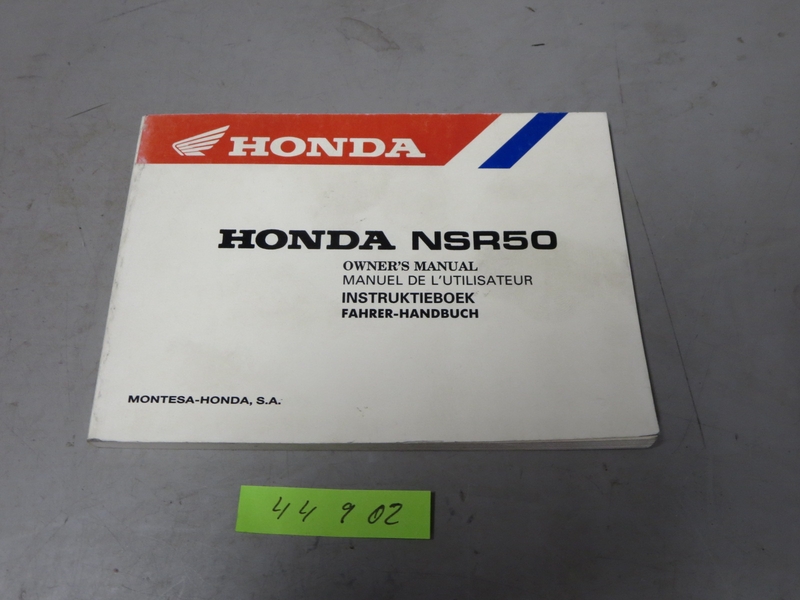 HONDA
HONDA NSR50
OWNER'S MANUAL
MANUEL DE L'UTILISATEUR
INSTRUKTIEBOEK
FAHRER-HANDBUCH
MONTESA-HONDA, S.A.
44 9 02